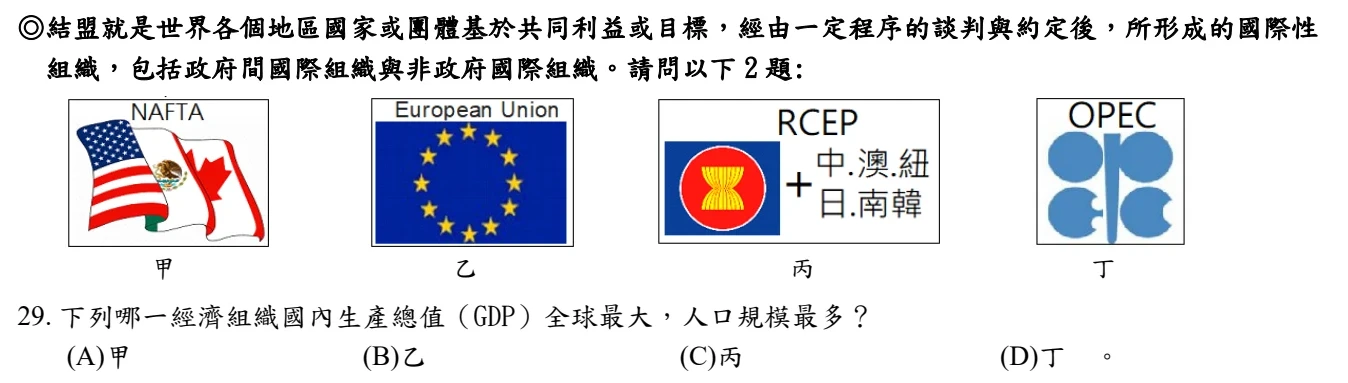 ◎結盟就是世界各個地區國家或團體基於共同利益或目標，經由一定程序的談判與約定後，所形成的國際性
組織，包括政府間國際組織與非政府國際組織。請問以下2題：
NAFTA
European Union
RCEP
+
中.澳.紐
日.南韓
OPEC
甲
乙
丙
丁
29. 下列哪一經濟組織國內生產總值（GDP）全球最大，人口規模最多？
(A)甲 (B)乙 (C)丙 (D)丁 。